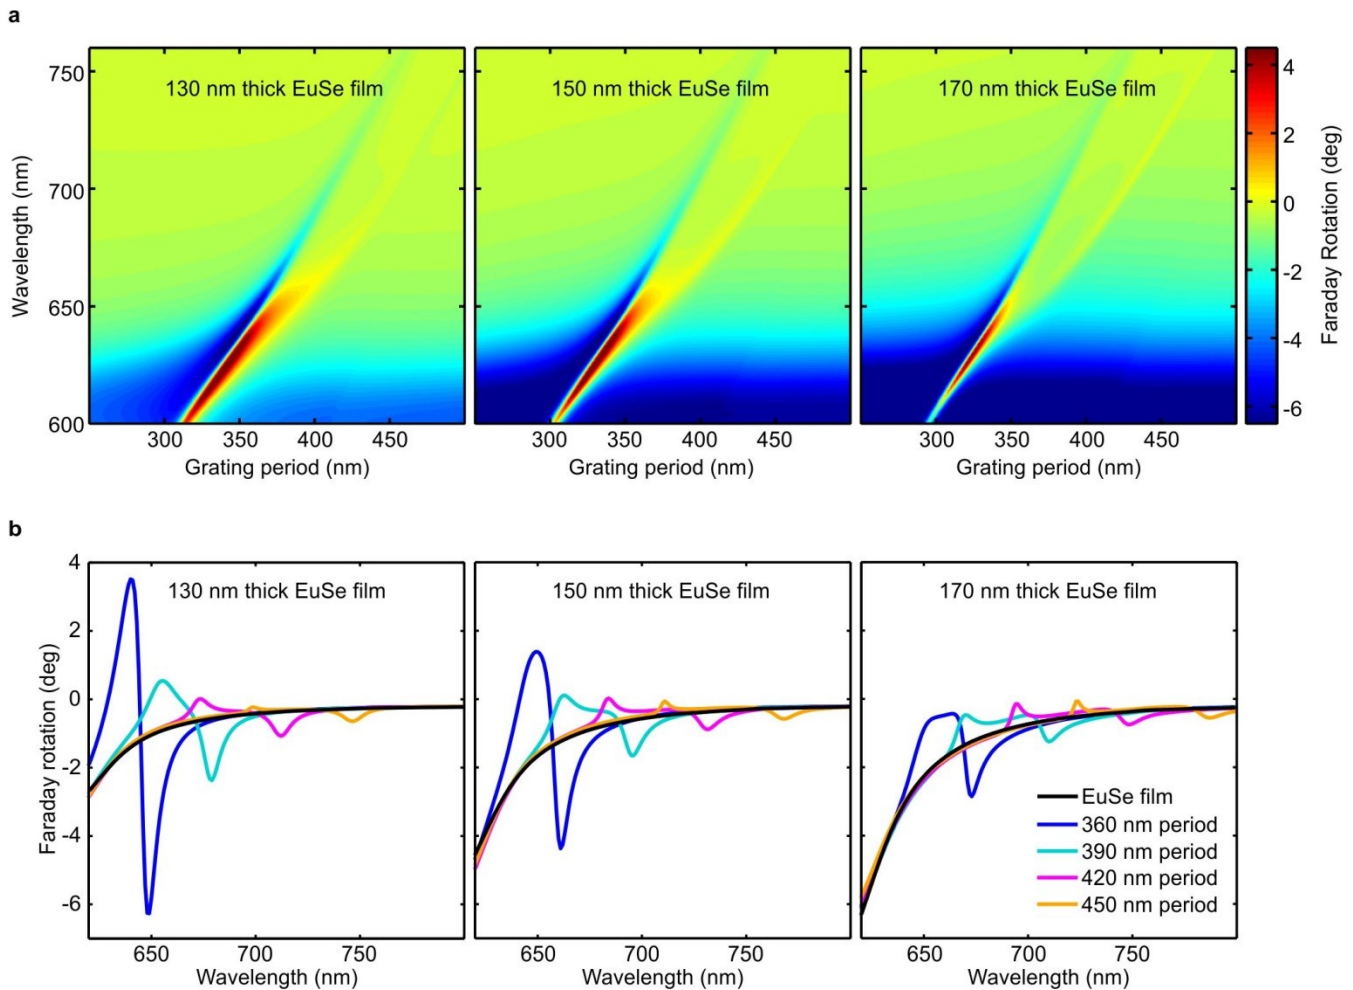 a
130 nm thick EuSe film
150 nm thick EuSe film
170 nm thick EuSe film
Wavelength (nm)
750
700
650
600
300 350 400 450
300 350 400 450
300 350 400 450
Grating period (nm)
Grating period (nm)
Grating period (nm)
4
2
0
-2
-4
-6
Faraday Rotation (deg)
b
130 nm thick EuSe film
150 nm thick EuSe film
170 nm thick EuSe film
Faraday rotation (deg)
4
2
0
-2
-4
-6
EuSe film
360 nm period
390 nm period
420 nm period
450 nm period
650 700 750
650 700 750
650 700 750
Wavelength (nm)
Wavelength (nm)
Wavelength (nm)